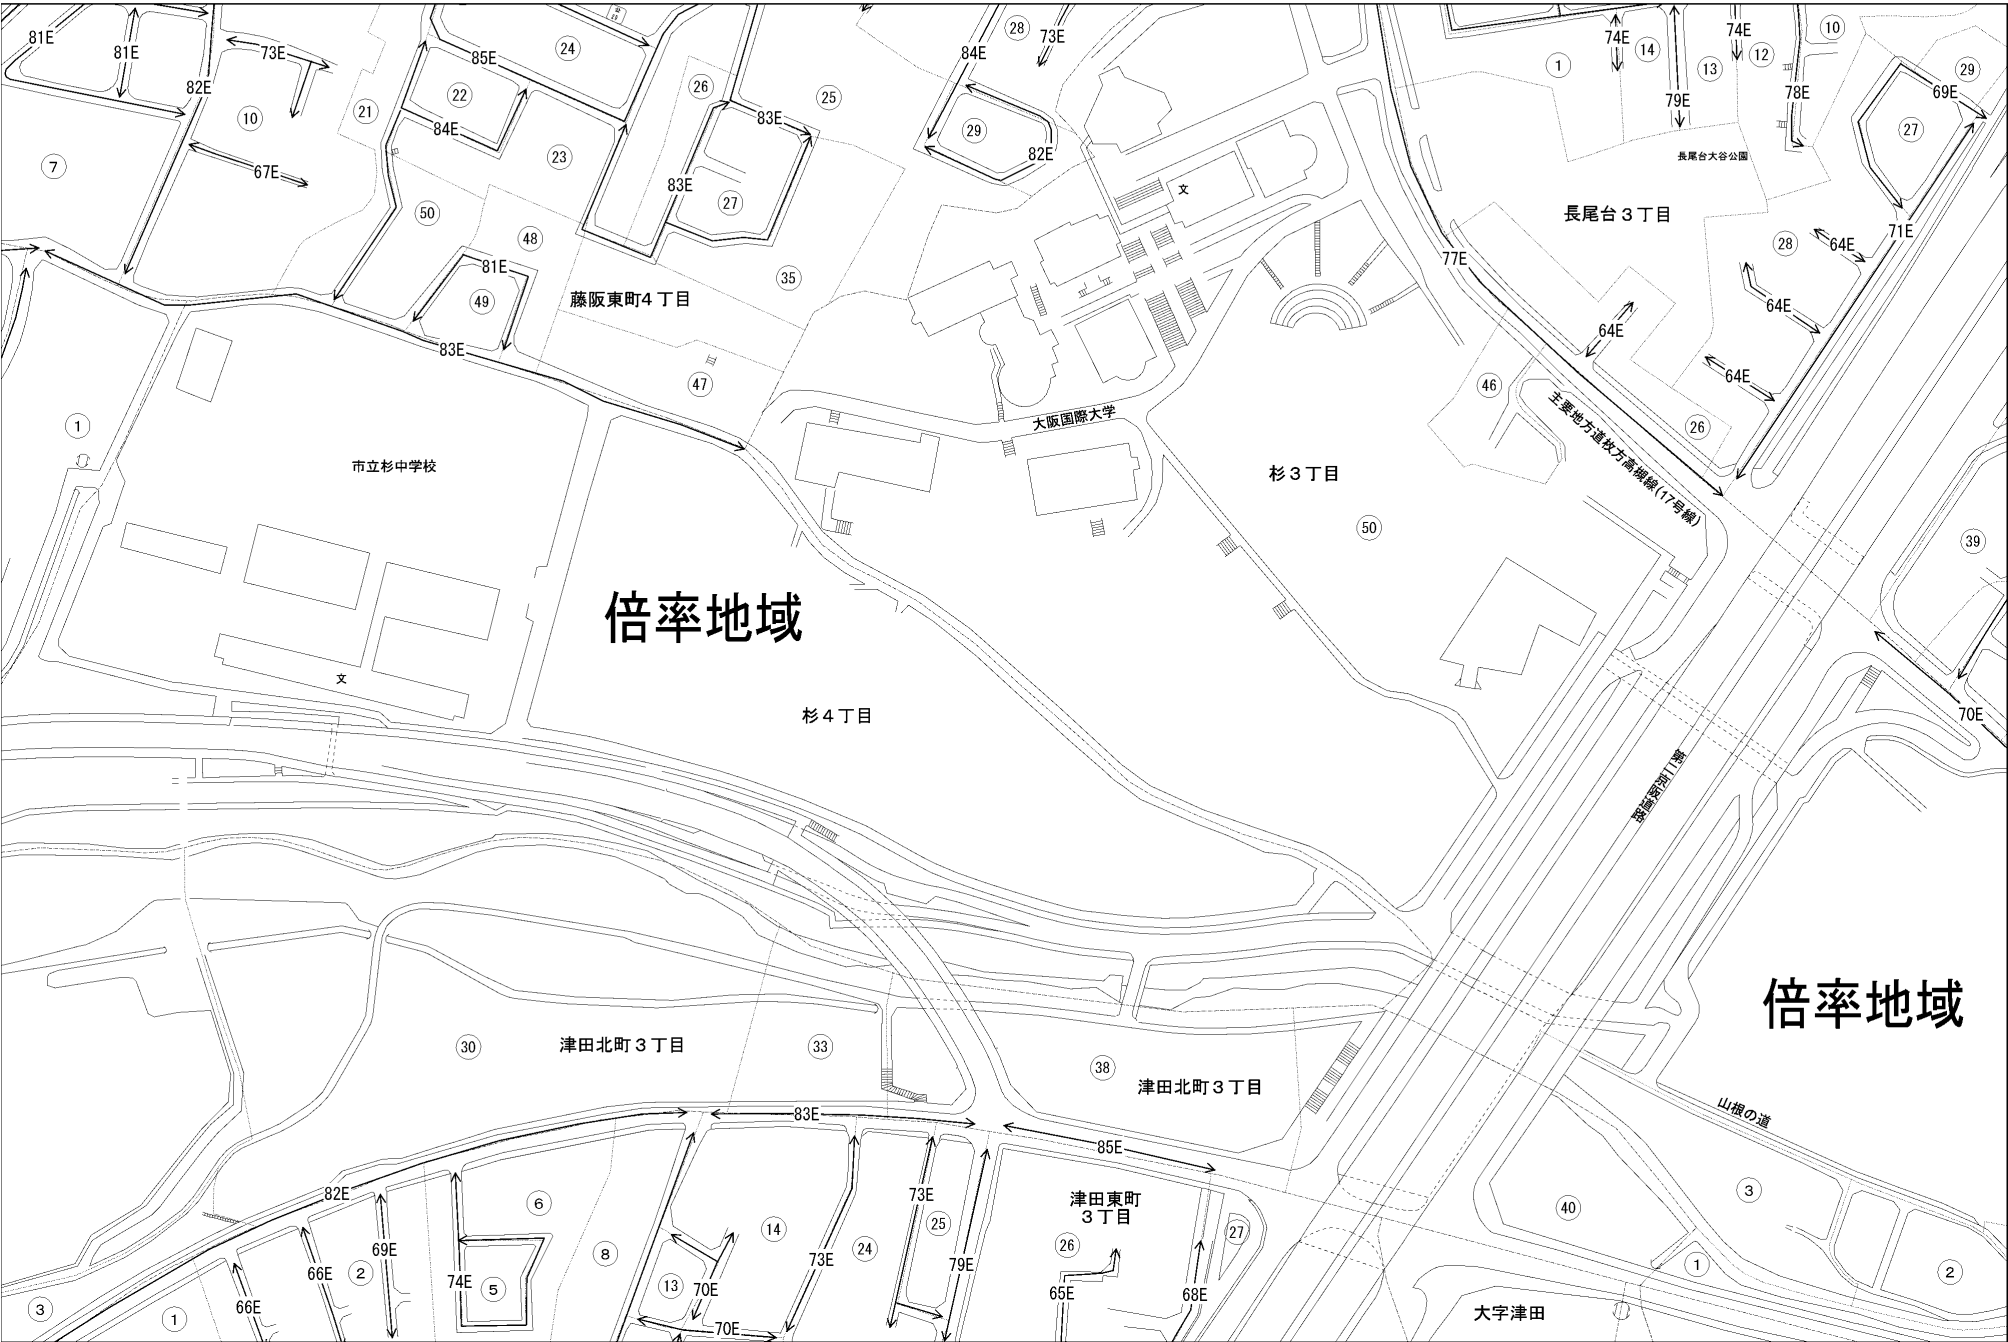 81E
81E
73E
82E
85E
24
26
25
84E
28
73E
74E
14
1
79E
13
74E
12
10
78E
29
69E
27
10
21
22
84E
83E
29
82E
長尾台大谷公園
7
67E
23
83E
27
文
50
48
長尾台3丁目
28
64E
71E
77E
81E
49
藤阪東町4丁目
35
64E
64E
83E
47
46
64E
26
大阪国際大学
主要地方道枚方高槻線(17号線)
1
市立杉中学校
杉3丁目
50
39
倍率地域
文
杉4丁目
70E
第二京阪道路
倍率地域
30
津田北町3丁目
33
38
津田北町3丁目
83E
85E
山根の道
82E
6
73E
津田東町
3丁目
3
40
69E
14
25
27
8
24
26
66E
2
74E
5
13
70E
73E
79E
65E
68E
1
2
3
1
66E
70E
大字津田